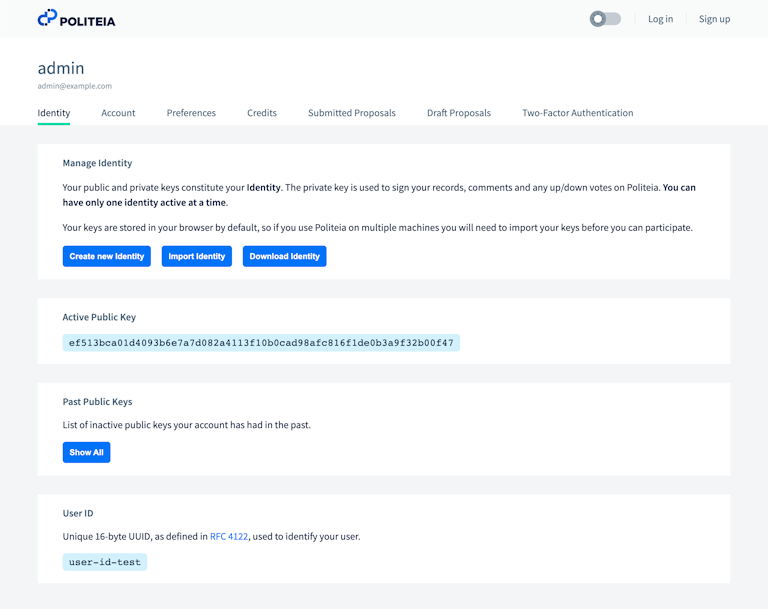 POLITEIA
Log in
Sign up
admin
admin@example.com
Identity
Account
Preferences
Credits
Submitted Proposals
Draft Proposals
Two-Factor Authentication
Manage Identity
Your public and private keys constitute your Identity. The private key is used to sign your records, comments and any up/down votes on Politeia. You can
have only one identity active at a time.
Your keys are stored in your browser by default, so if you use Politeia on multiple machines you will need to import your keys before you can participate.
Create new Identity
Import Identity
Download Identity
Active Public Key
ef513bca01d4093b6e7a7d082a4113f10b0cad98afc816f1de0b3a9f32b00f47
Past Public Keys
List of inactive public keys your account has had in the past.
Show All
User ID
Unique 16-byte UUID, as defined in RFC 4122, used to identify your user.
user-id-test